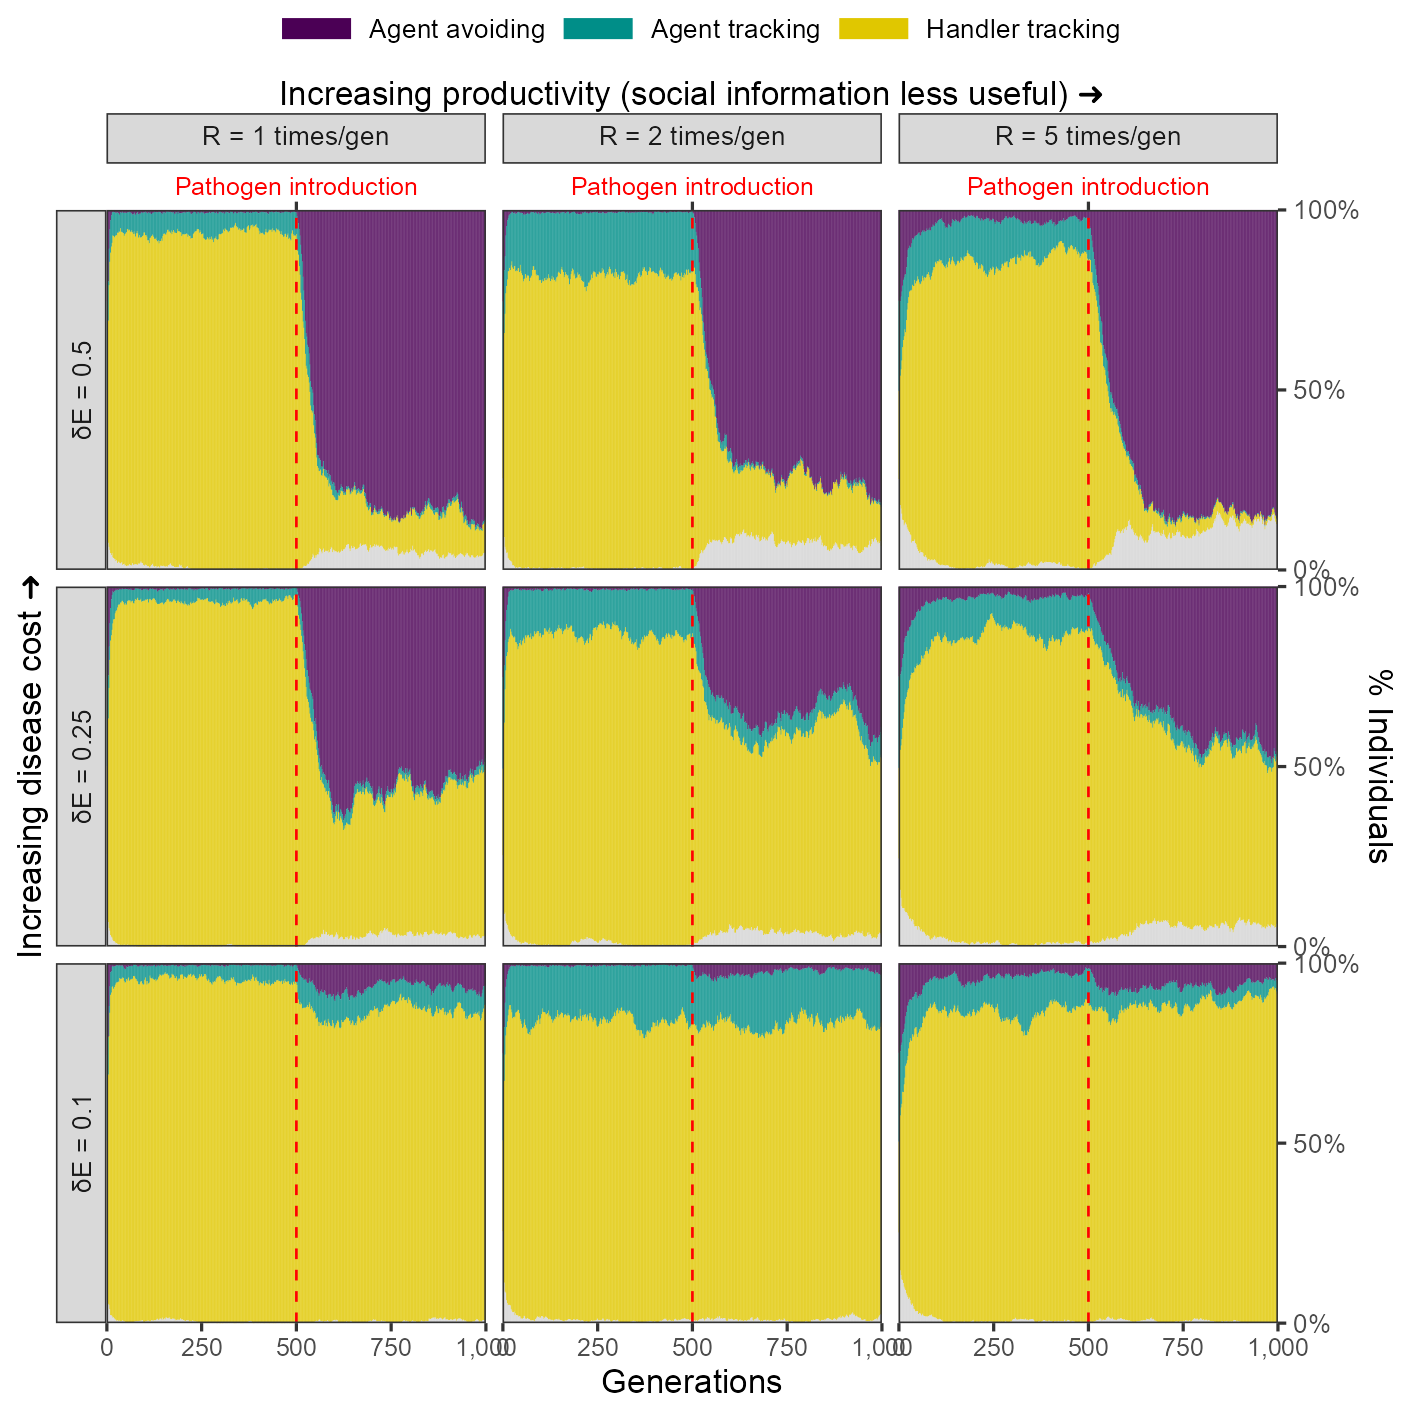 Agent avoiding Agent tracking Handler tracking
Increasing productivity (social information less useful) ➔
R = 1 times/gen R = 2 times/gen R = 5 times/gen
Pathogen introduction Pathogen introduction Pathogen introduction
Increasing disease cost ➔
δE = 0.5
100%
50%
0%
δE = 0.25
100%
50%
0%
δE = 0.1
100%
50%
0%
% Individuals
0 250 500 750 1,000 0 250 500 750 1,000 0 250 500 750 1,000
Generations